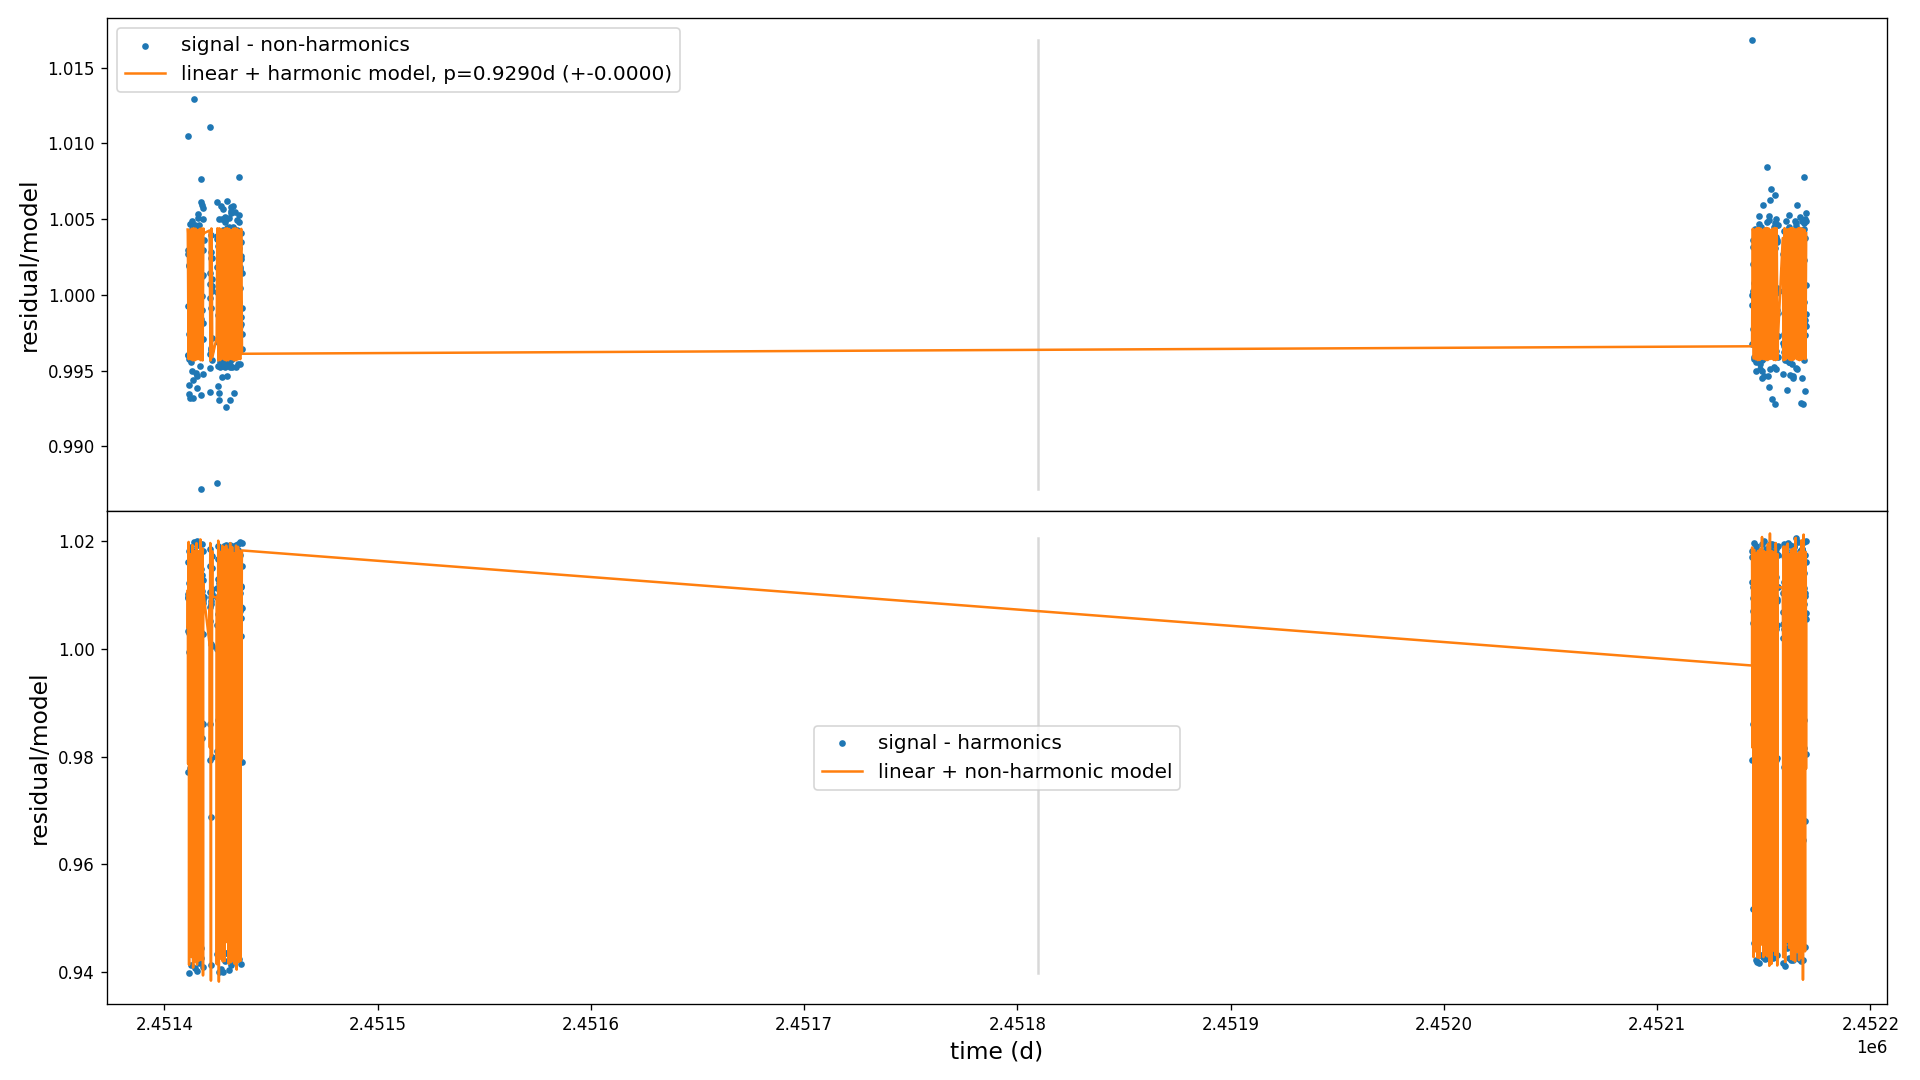 signal - non-harmonics
linear + harmonic model, p=0.9290d (+-0.0000)
1.015
1.010
1.005
1.000
0.995
0.990
residual/model
1.02
1.00
0.98
0.96
0.94
residual/model
signal - harmonics
linear + non-harmonic model
2.4514 2.4515 2.4516 2.4517 2.4518 2.4519 2.4520 2.4521 2.4522
time (d)
1e6